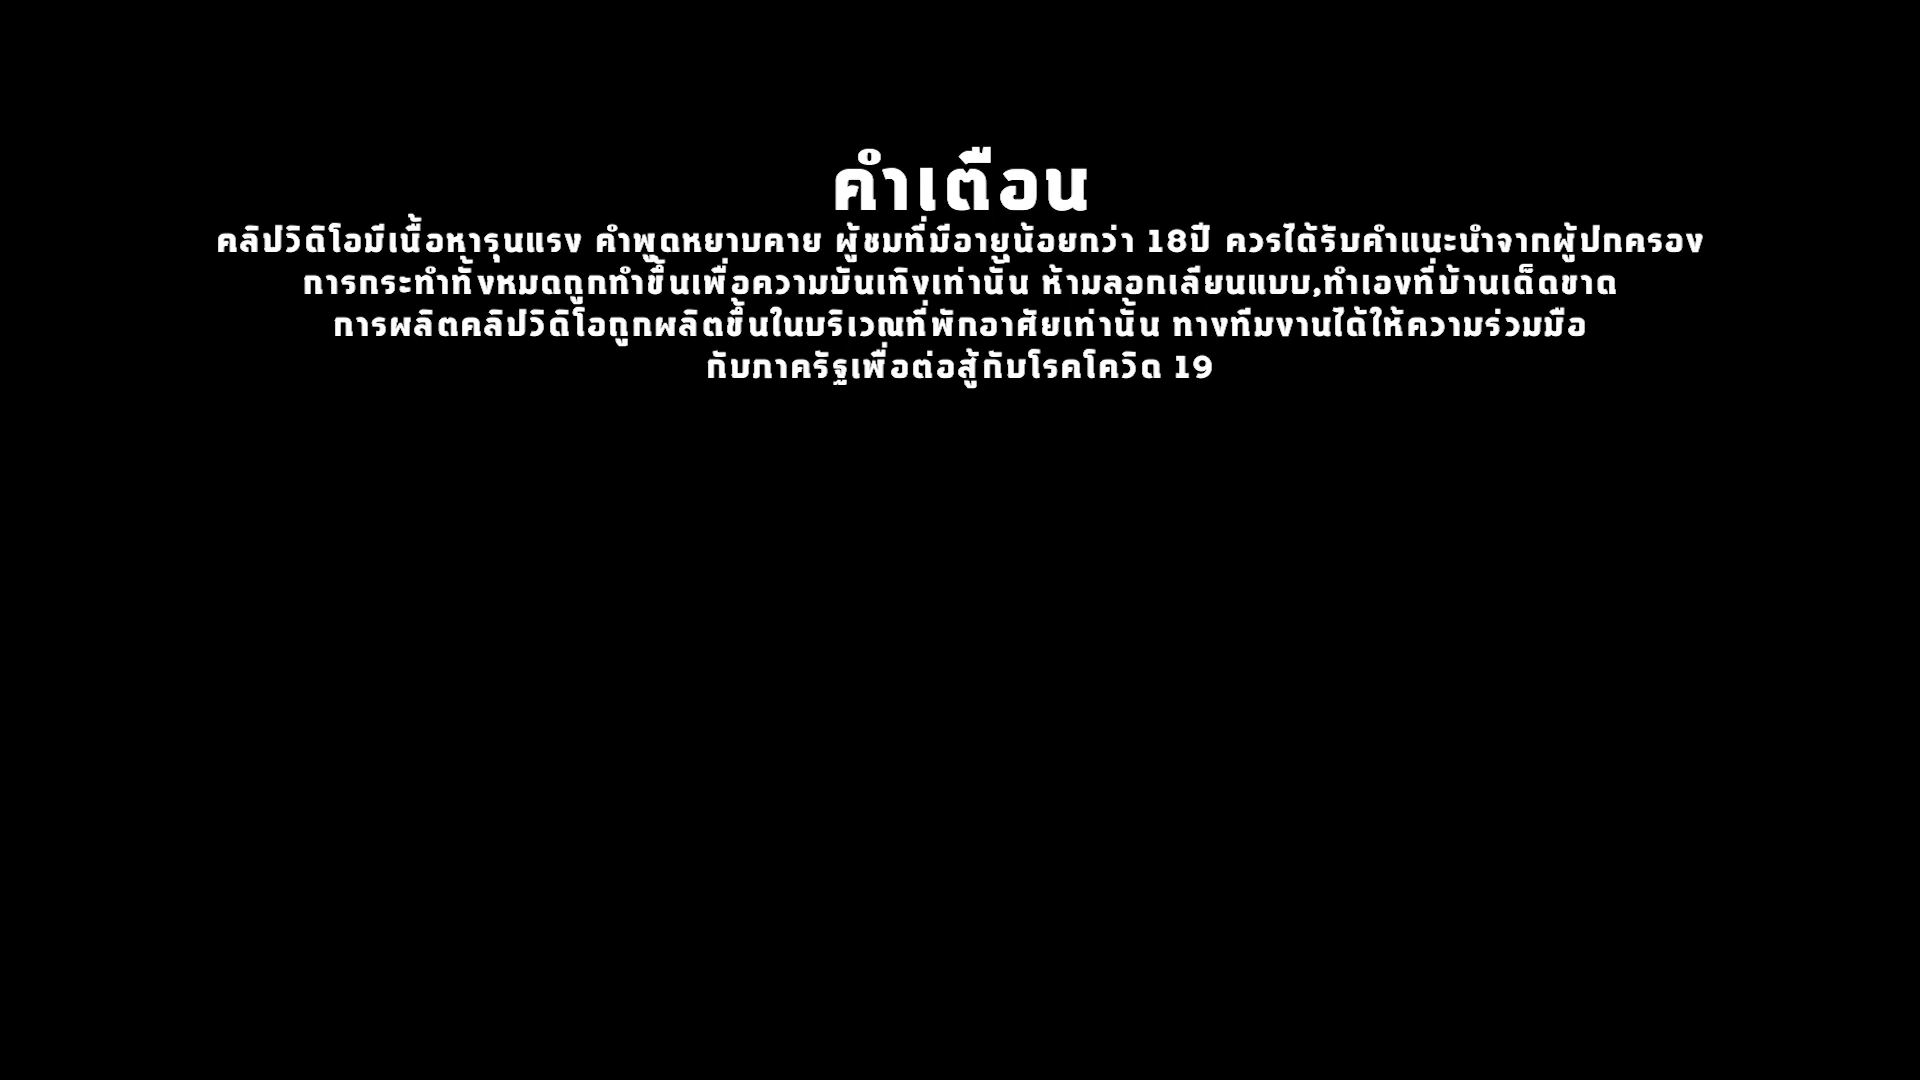 คำเตือน
คลิปวิดิโอมีเนื้อหารุนแรง คำพูดหยาบคาย ผู้ชมที่มีอายุน้อยกว่า 18ปี ควรได้รับคำแนะนำจากผู้ปกครอง
การกระทำทั้งหมดถูกทำขึ้นเพื่อความบันเทิงเท่านั้น ห้ามลอกเลียนแบบ,ทำเองที่บ้านเด็ดขาด
การผลิตคลิปวิดิโอถูกผลิตขึ้นในบริเวณที่พักอาศัยเท่านั้น ทางทีมงานได้ให้ความร่วมมือ
กับภาครัฐเพื่อต่อสู้กับโรคโควิด 19